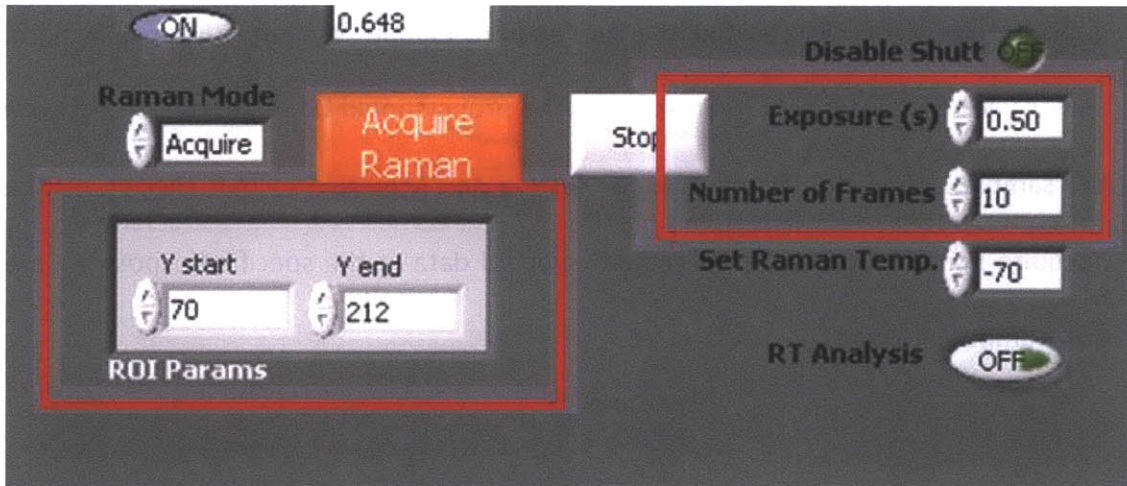 ON
0.648
Disable Shutt OFF
Raman Mode
Acquire
Acquire
Raman
Stop
Exposure (s) 0.50
Number of Frames 10
Y start Y end
70 212
ROI Params
Set Raman Temp. -70
RT Analysis OFF